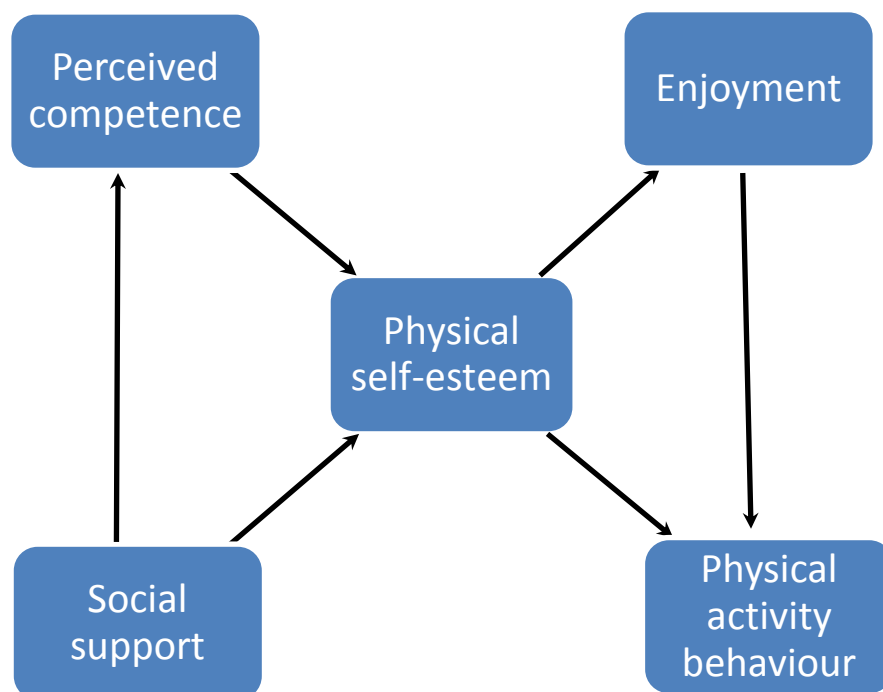 Perceived
competence
Enjoyment
Physical
self-esteem
Social
support
Physical
activity
behaviour